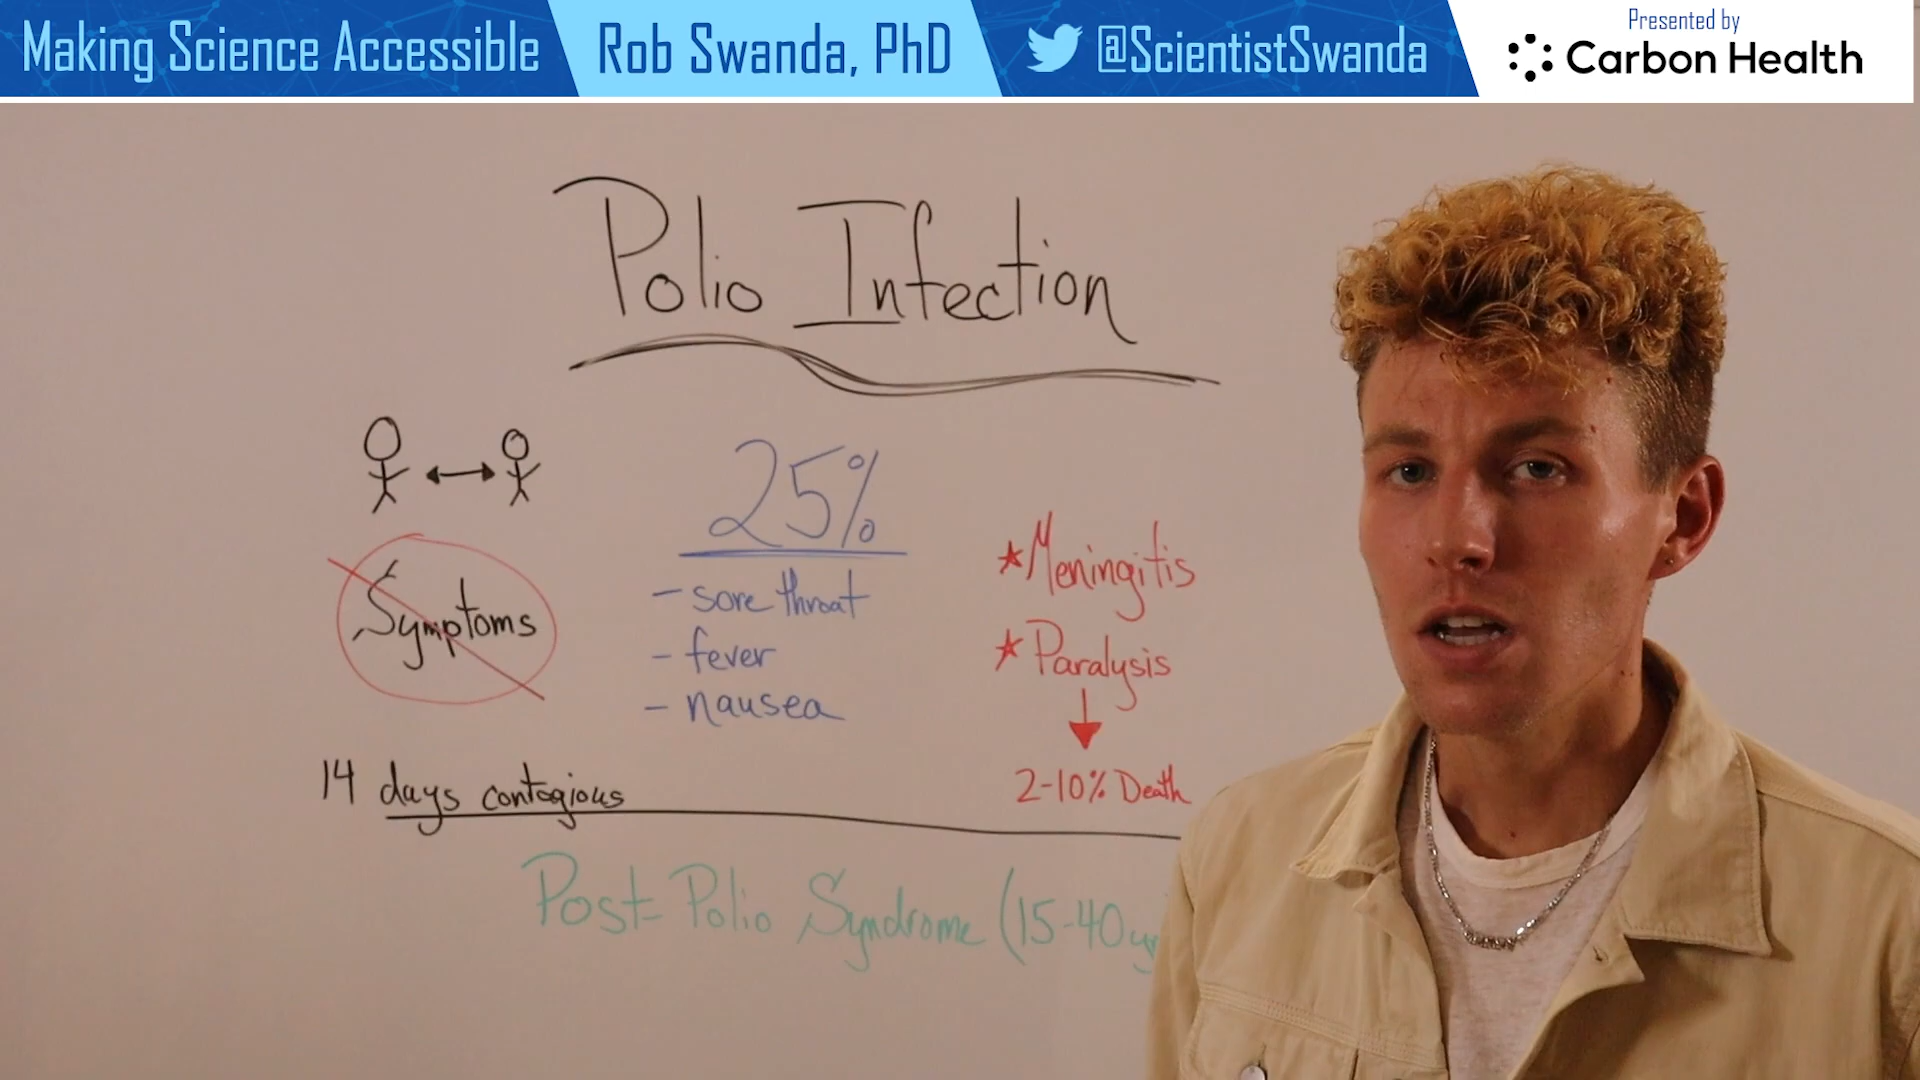 Making Science Accessible
Rob Swanda, PhD
@ScientistSwanda
Presented by
Carbon Health
Polio Infection
Symptoms
25%
- sore throat
- fever
- nausea
★ Meningitis
★ Paralysis
2-10% Death
14 days contagious
Post-Polio Syndrome (15-40 yr